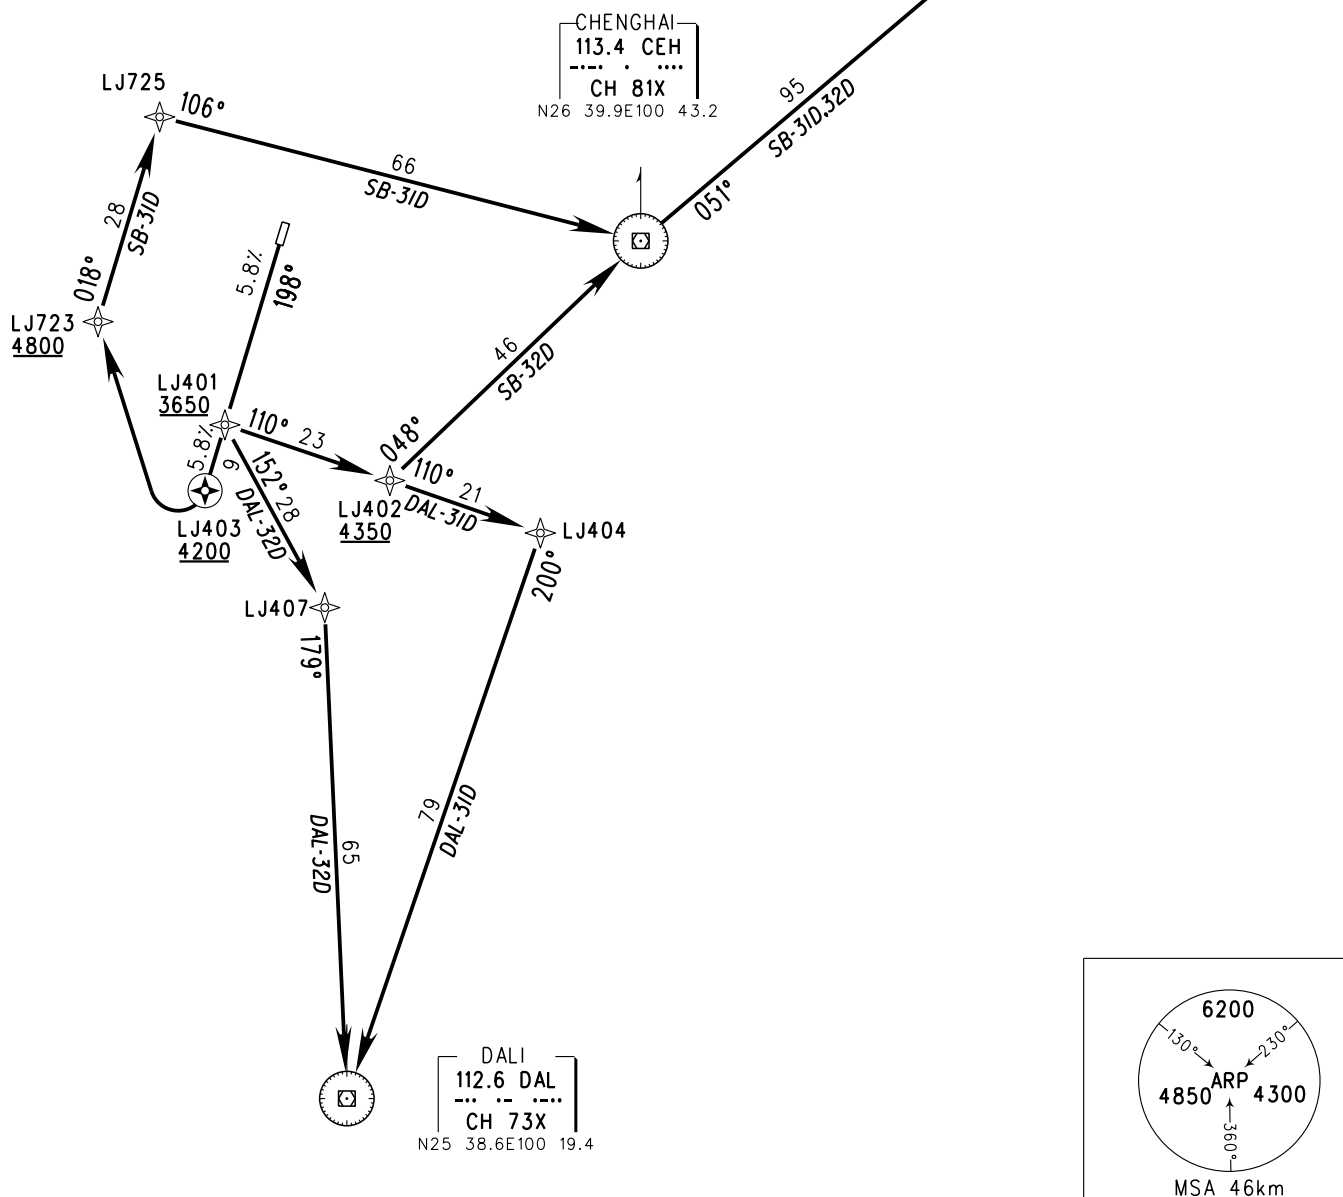 CHENGHAI
113.4 CEH
CH 81X
N26 39.9E100 43.2
LJ725
106°
66
SB-31D
95
SB-31D,32D
051°
28
SB-31D
018°
LJ723
4800
5.8%
198°
LJ401
3650
110°
23
46
SB-32D
048°
5.8%
9
152°
28
DAL-32D
LJ403
4200
LJ402
4350
110°
21
DAL-31D
LJ404
200°
LJ407
179°
79
DAL-31D
65
DAL-32D
DALI
112.6 DAL
CH 73X
N25 38.6E100 19.4
6200
130°
230°
ARP
4850
4300
360°
MSA 46km